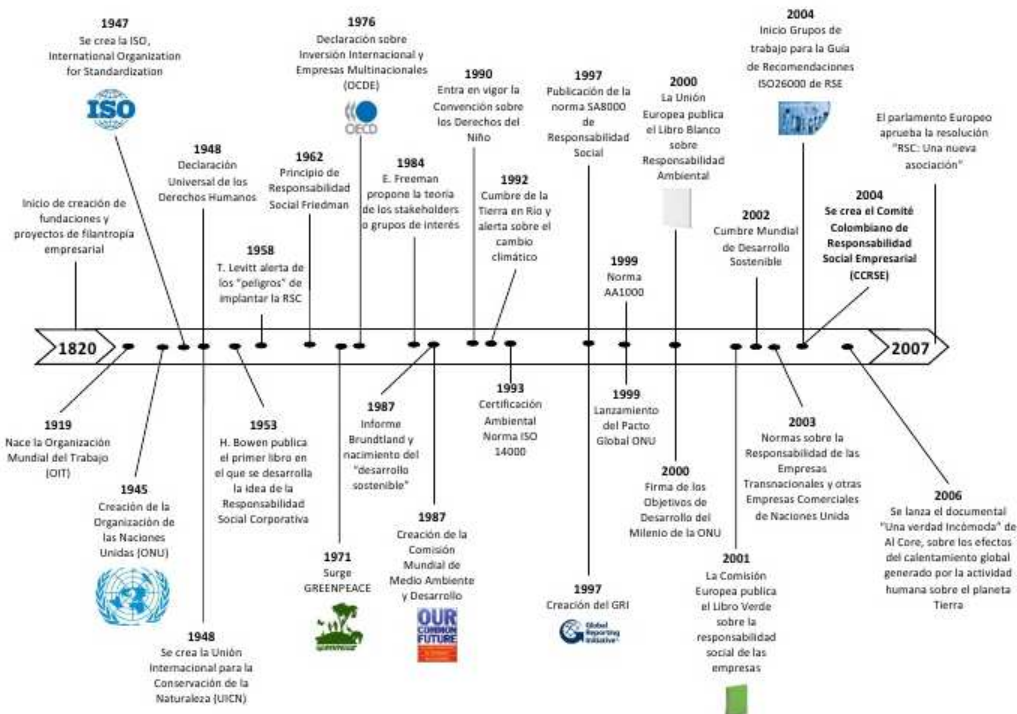 1947
Se crea la ISO,
International Organization
for Standardization
ISO
1976
Declaración sobre
Inversión Internacional y
Empresas Multinacionales
(OCDE)
OECD
2004
Inicio Grupos de
trabajo para la Guía
de Recomendaciones
ISO26000 de RSE
1990
Entra en vigor la
Convención sobre
los Derechos del
Niño
1997
Publicación de la
norma SA8000
de
Responsabilidad
Social
2000
La Unión
Europea publica
el Libro Blanco
sobre
Responsabilidad
Ambiental
El parlamento Europeo
aprueba la resolución
"RSC: Una nueva
asociación"
1948
Declaración
Universal de los
Derechos Humanos
1962
Principio de
Responsabilidad
Social Friedman
1984
E. Freeman
propone la teoría
de los stakeholders
o grupos de interés
1992
Cumbre de la
Tierra en Río y
alerta sobre el
cambio
climático
2004
Se crea el Comité
Colombiano de
Responsabilidad
Social Empresarial
(CCRSE)
Inicio de creación de
fundaciones y
proyectos de filantropía
empresarial
2002
Cumbre Mundial
de Desarrollo
Sostenible
1958
T. Levitt alerta de
los "peligros" de
implantar la RSC
1999
Norma
AA1000
1820
2007
1919
Nace la Organización
Mundial del Trabajo
(OIT)
1945
Creación de la
Organización de
las Naciones
Unidas (ONU)
1948
Se crea la Unión
Internacional para la
Conservación de la
Naturaleza (UICN)
1953
H. Bowen publica
el primer libro en
el que se desarrolla
la idea de la
Responsabilidad
Social Corporativa
1971
Surge
GREENPEACE
GREENPEACE
1987
Informe
Brundtland y
nacimiento del
"desarrollo
sostenible"
1987
Creación de la
Comisión
Mundial de
Medio Ambiente
y Desarrollo
OUR
COMMON
FUTURE
1993
Certificación
Ambiental
Norma ISO
14000
1997
Creación del GRI
Global
Reporting
Initiative
1999
Lanzamiento
del Pacto
Global ONU
2000
Firma de los
Objetivos de
Desarrollo del
Milenio de la ONU
2001
La Comisión
Europea publica
el Libro Verde
sobre la
responsabilidad
social de las
empresas
2003
Normas sobre la
Responsabilidad de las
Empresas
Transnacionales y otras
Empresas Comerciales
de Naciones Unida
2006
Se lanza el documental
"Una verdad Incómoda" de
Al Core, sobre los efectos
del calentamiento global
generado por la actividad
humana sobre el planeta
Tierra